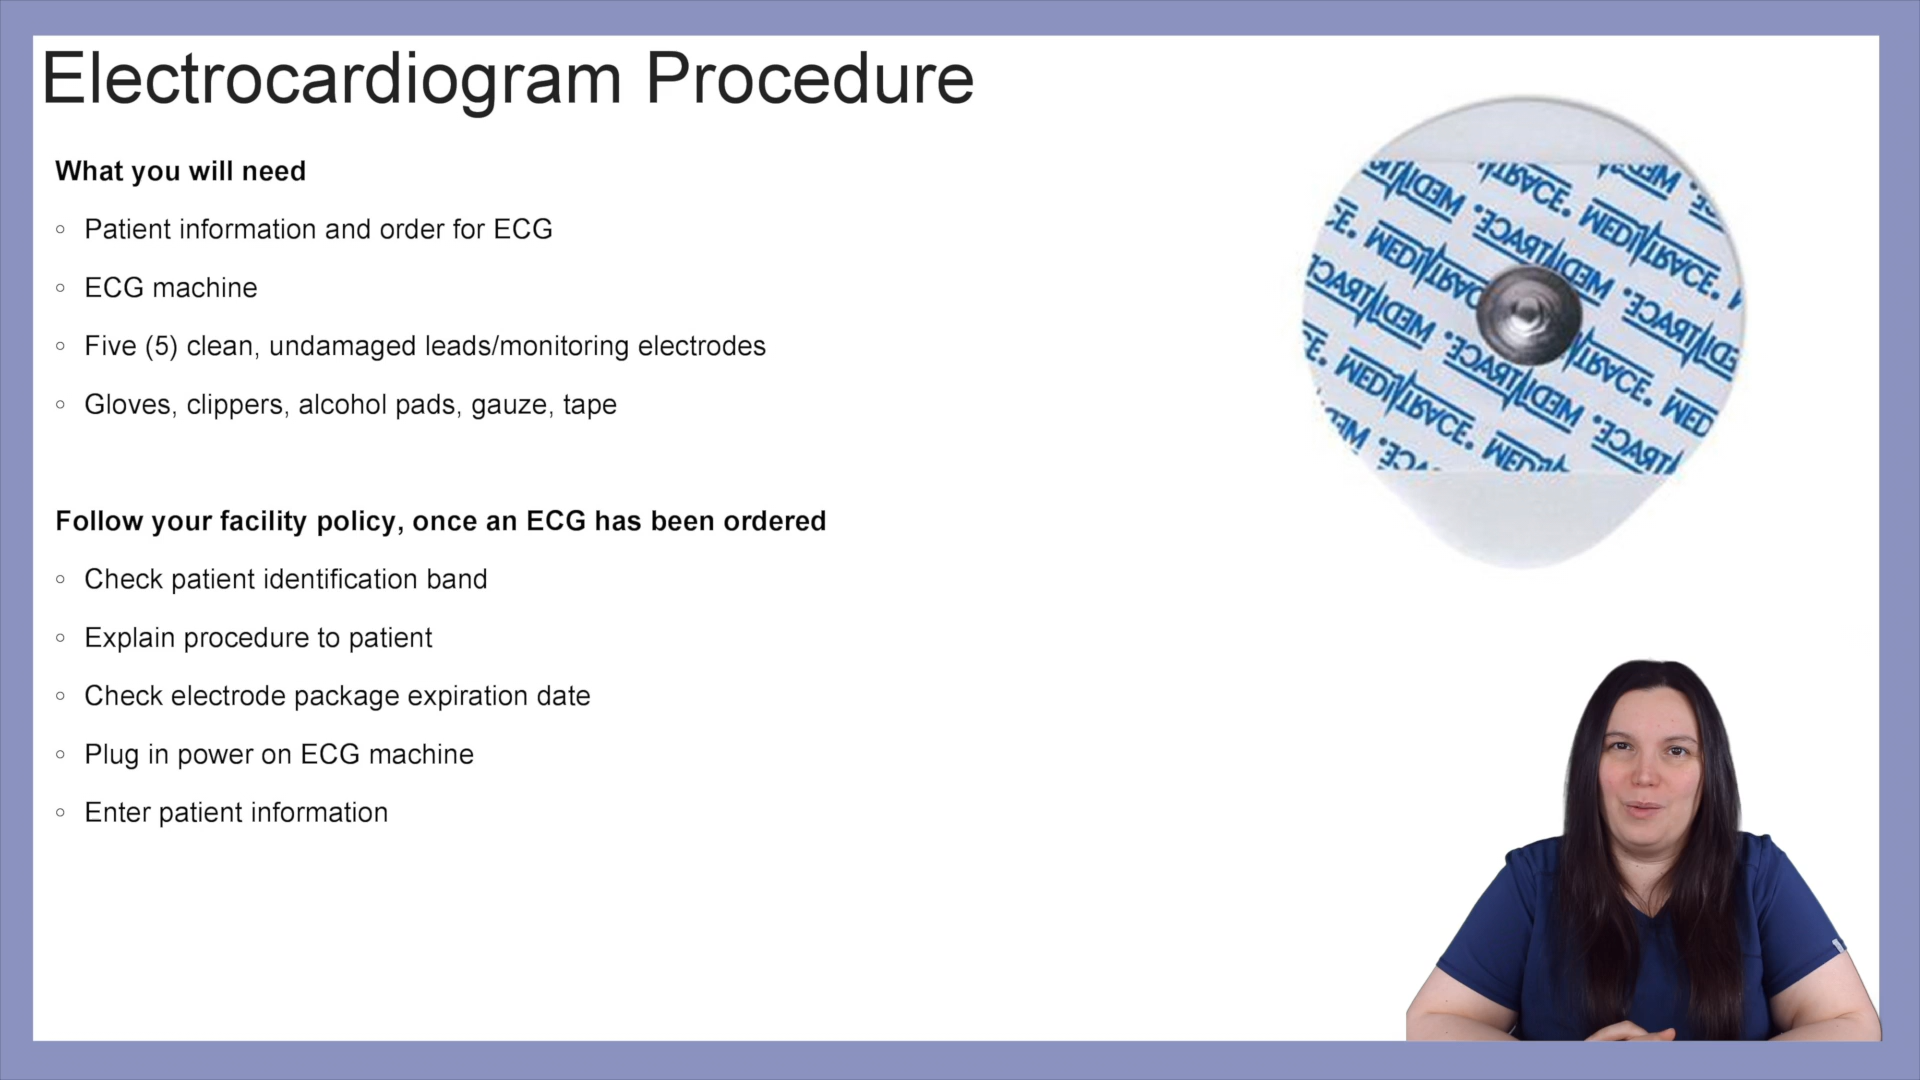 Electrocardiogram Procedure
What you will need
Patient information and order for ECG
ECG machine
Five (5) clean, undamaged leads/monitoring electrodes
Gloves, clippers, alcohol pads, gauze, tape
Follow your facility policy, once an ECG has been ordered
Check patient identification band
Explain procedure to patient
Check electrode package expiration date
Plug in power on ECG machine
Enter patient information
MEDITRACE.